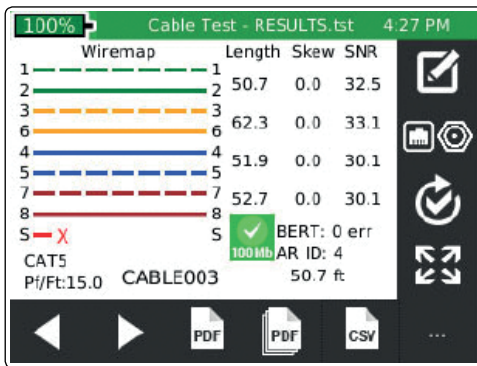 100% Cable Test - RESULTS.tst 4:27 PM
Wiremap Length Skew SNR
1 1
2 2 50.7 0.0 32.5
3 3
6 6 62.3 0.0 33.1
4 4
5 5 51.9 0.0 30.1
7 7
8 8 52.7 0.0 30.1
S X S
100 Mb BERT: 0 err
AR ID: 4
50.7 ft
CAT5
Pf/Ft:15.0 CABLE003
PDF PDF CSV ...